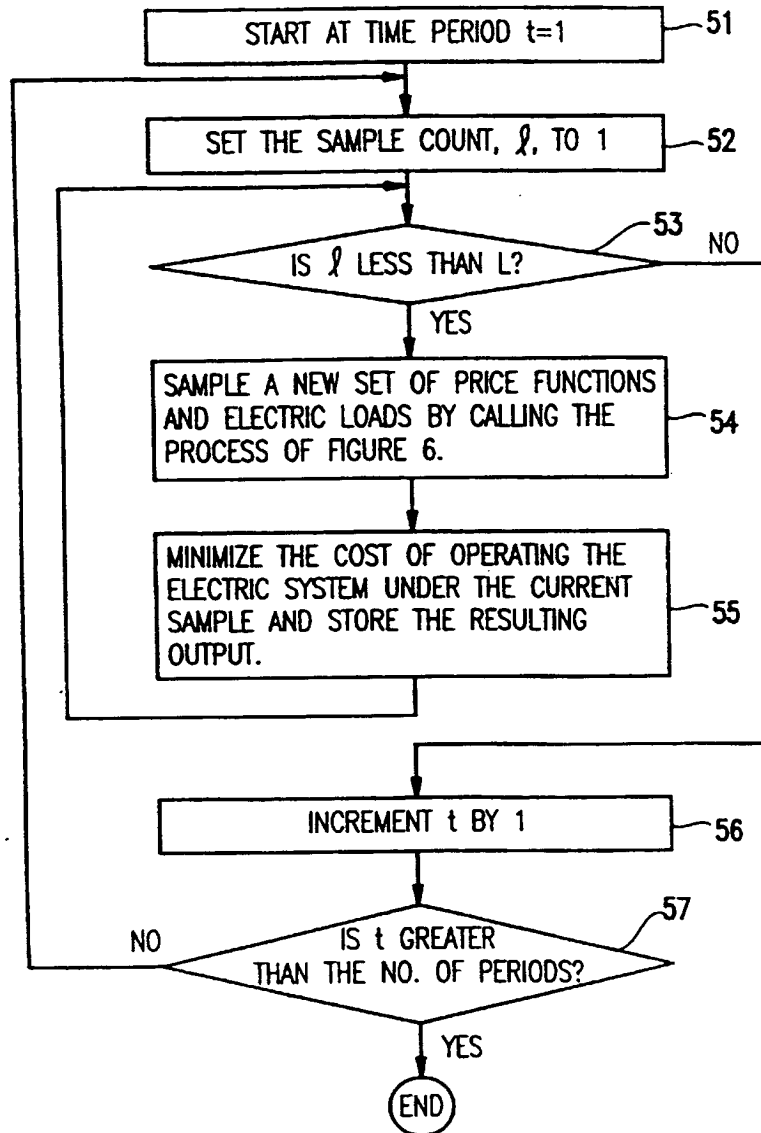 START AT TIME PERIOD t=1
51
SET THE SAMPLE COUNT, ℓ, TO 1
52
53
IS ℓ LESS THAN L?
NO
YES
SAMPLE A NEW SET OF PRICE FUNCTIONS
AND ELECTRIC LOADS BY CALLING THE
PROCESS OF FIGURE 6.
54
MINIMIZE THE COST OF OPERATING THE
ELECTRIC SYSTEM UNDER THE CURRENT
SAMPLE AND STORE THE RESULTING
OUTPUT.
55
INCREMENT t BY 1
56
57
NO
IS t GREATER
THAN THE NO. OF PERIODS?
YES
END